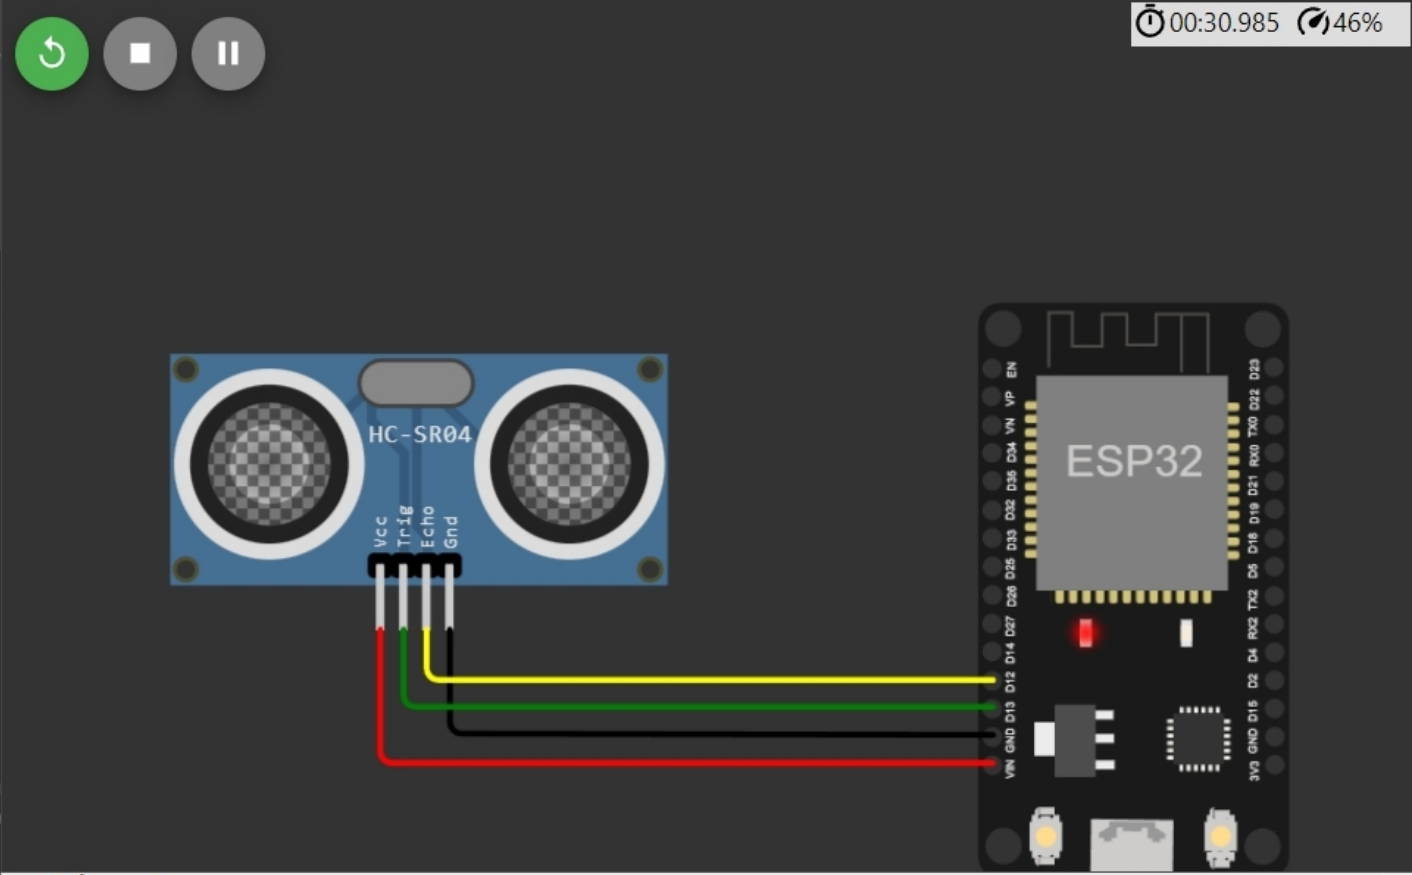 00:30.985 46%
HC-SR04
Vcc
Trig
Echo
Gnd
ESP32
EN
VP
VN
D34
D35
D32
D33
D25
D26
D27
D14
D12
D13
GND
VIN
D23
D22
TX0
RX0
D21
D19
D18
D5
TX2
RX2
D4
D2
D15
GND
3V3